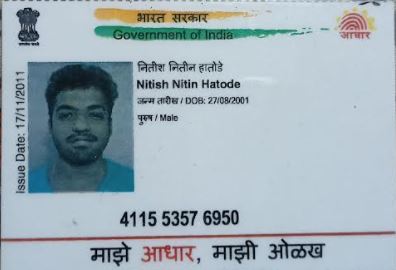 भारत सरकार
Government of India
आधार
Issue Date: 17/11/2011
नितीश नितीन हातोडे
Nitish Nitin Hatode
जन्म तारीख / DOB: 27/08/2001
पुरुष / Male
4115 5357 6950
माझे आधार, माझी ओळख